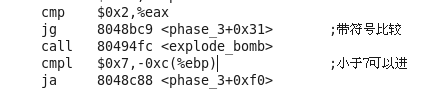 cmp $0x2,%eax
jg 8048bc9 <phase_3+0x31> ;带符号比较
call 80494fc <explode_bomb>
cmpl $0x7,-0xc(%ebp) ;小于7可以进
ja 8048c88 <phase_3+0xf0>